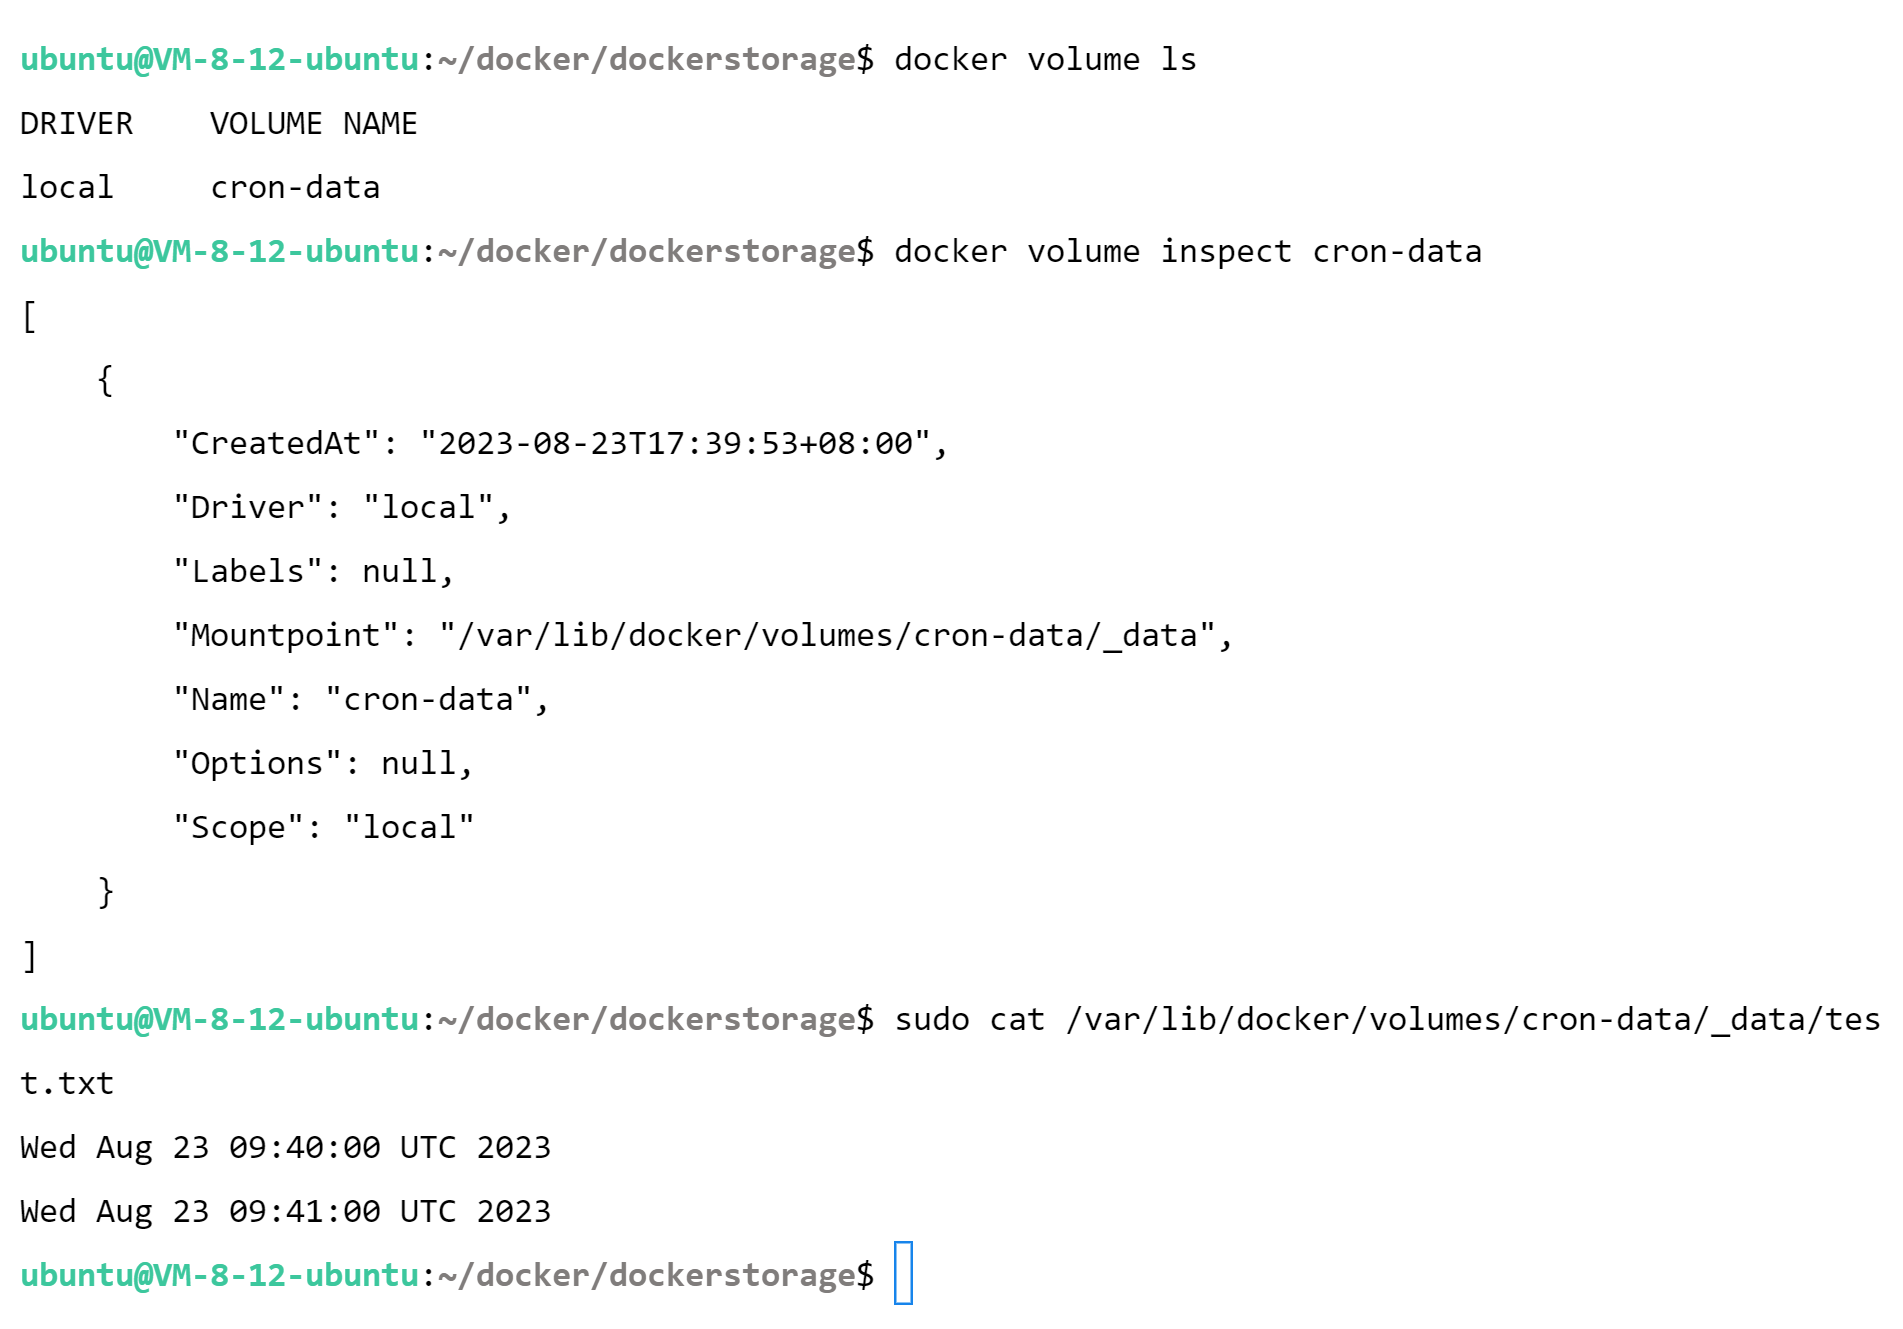 ubuntu@VM-8-12-ubuntu:~/docker/dockerstorage$ docker volume ls
DRIVER    VOLUME NAME
local     cron-data
ubuntu@VM-8-12-ubuntu:~/docker/dockerstorage$ docker volume inspect cron-data
[
    {
        "CreatedAt": "2023-08-23T17:39:53+08:00",
        "Driver": "local",
        "Labels": null,
        "Mountpoint": "/var/lib/docker/volumes/cron-data/_data",
        "Name": "cron-data",
        "Options": null,
        "Scope": "local"
    }
]
ubuntu@VM-8-12-ubuntu:~/docker/dockerstorage$ sudo cat /var/lib/docker/volumes/cron-data/_data/tes
t.txt
Wed Aug 23 09:40:00 UTC 2023
Wed Aug 23 09:41:00 UTC 2023
ubuntu@VM-8-12-ubuntu:~/docker/dockerstorage$